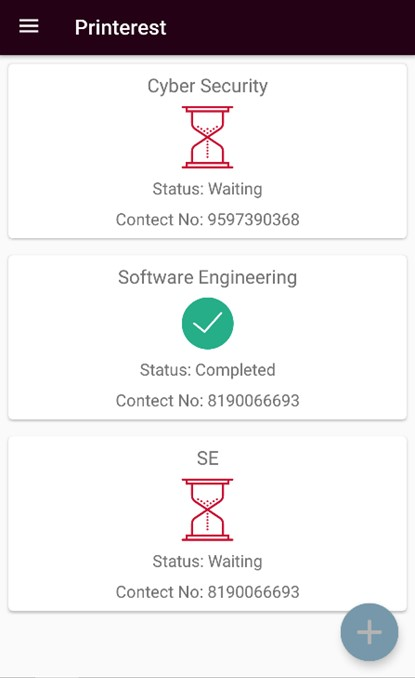 Printerest
Cyber Security
Status: Waiting
Contect No: 9597390368
Software Engineering
Status: Completed
Contect No: 8190066693
SE
Status: Waiting
Contect No: 8190066693